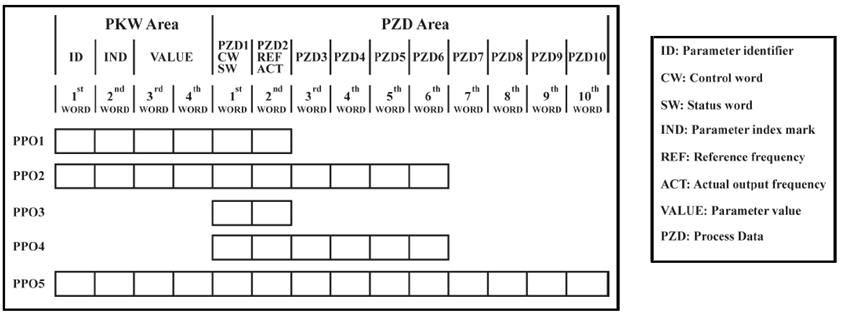 PKW Area PZD Area
ID IND VALUE PZD1 CW SW PZD2 REF ACT PZD3 PZD4 PZD5 PZD6 PZD7 PZD8 PZD9 PZD10
1st WORD 2nd WORD 3rd WORD 4th WORD 1st WORD 2nd WORD 3rd WORD 4th WORD 5th WORD 6th WORD 7th WORD 8th WORD 9th WORD 10th WORD
PPO1
PPO2
PPO3
PPO4
PPO5
ID: Parameter identifier
CW: Control word
SW: Status word
IND: Parameter index mark
REF: Reference frequency
ACT: Actual output frequency
VALUE: Parameter value
PZD: Process Data